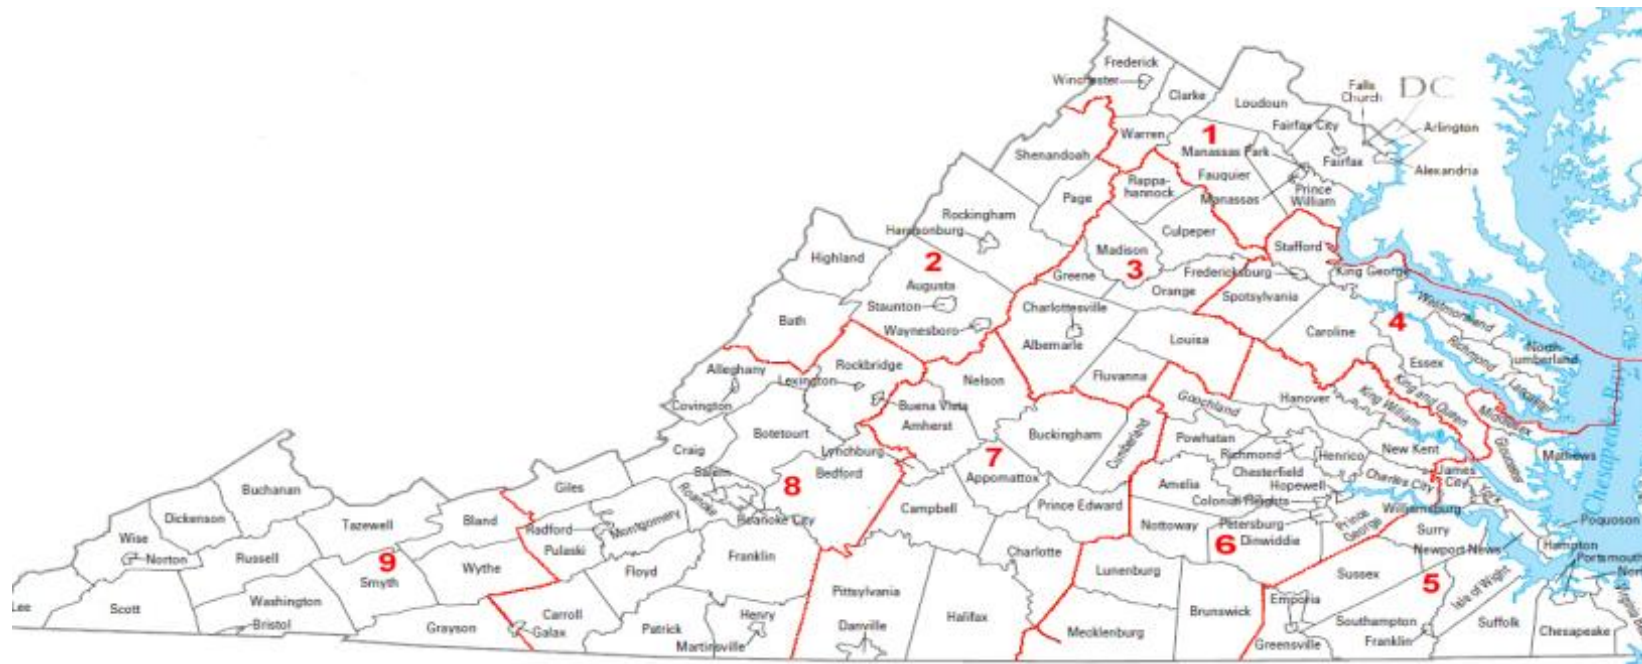 Frederick
Winchester
Clarke
Loudoun
Falls
Church
DC
Warren
1
Fairfax City
Arlington
Shenandoah
Manassas Park
Fairfax
Alexandria
Rappa-
hannock
Fauquier
Page
Manassas
Prince
William
Rockingham
Harrisonburg
Culpeper
Stafford
Madison
Highland
2
3
Fredericksburg
King George
Greene
Augusta
Orange
Spotsylvania
Staunton
Charlottesville
Westmoreland
Bath
Waynesboro
4
Albemarle
Louisa
Caroline
Richmond
North-
umberland
Alleghany
Rockbridge
Essex
Lexington
Nelson
Fluvanna
Lancaster
Covington
Buena Vista
Goochland
Hanover
King William
King and Queen
Middlesex
Amherst
Botetourt
Buckingham
Cumberland
Powhatan
Craig
Lynchburg
Richmond
Henrico
New Kent
Gloucester
Mathews
Chesapeake Bay
Salem
Bedford
7
Chesterfield
James
City
Giles
Roanoke
8
Appomattox
Amelia
Hopewell
Charles City
York
Buchanan
Colonial Heights
Roanoke City
Campbell
Prince Edward
Williamsburg
Dickenson
Tazewell
Bland
Radford
Montgomery
Nottoway
Petersburg
Prince
George
Poquoson
Wise
Surry
Norton
Russell
Pulaski
Franklin
Charlotte
6
Dinwiddie
Newport News
Hampton
Portsmouth
9
Wythe
Floyd
Lunenburg
Sussex
Nor
Smyth
Pittsylvania
5
Isle of Wight
Lee
Scott
Washington
Emporia
Virginia Be
Bristol
Carroll
Henry
Halifax
Brunswick
Southampton
Suffolk
Grayson
Galax
Patrick
Danville
Mecklenburg
Chesapeake
Martinsville
Greensville
Franklin